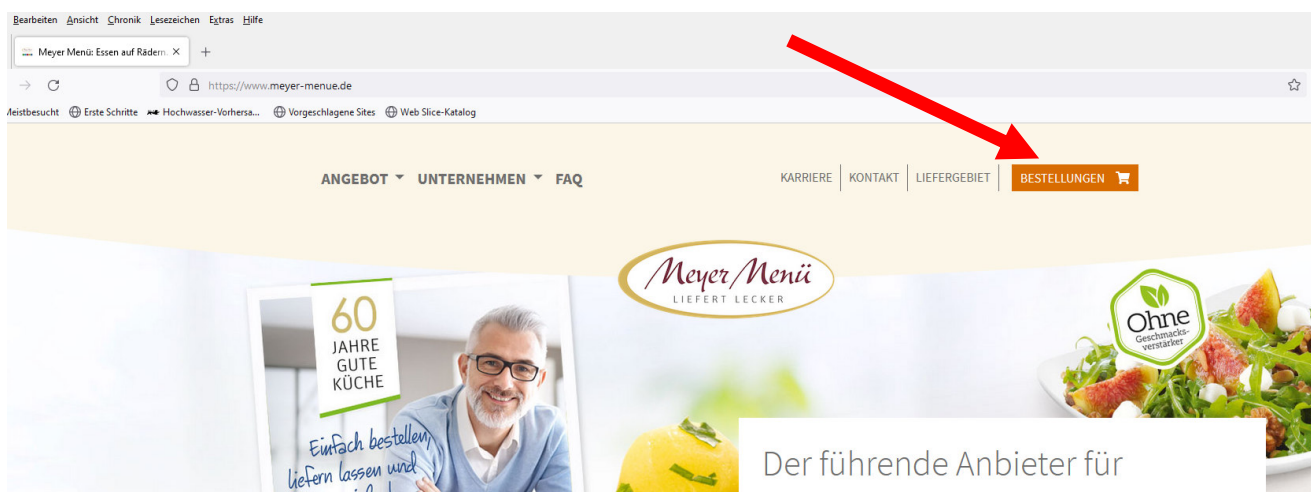 Bearbeiten Ansicht Chronik Lesezeichen Extras Hilfe
Meyer Menü: Essen auf Rädern.
https://www.meyer-menue.de
Meistbesucht Erste Schritte Hochwasser-Vorhersa... Vorgeschlagene Sites Web Slice-Katalog
ANGEBOT UNTERNEHMEN FAQ KARRIERE KONTAKT LIEFERGEBIET BESTELLUNGEN
Meyer Menü
LIEFERT LECKER
60
JAHRE
GUTE
KÜCHE
Ohne
Geschmacks-
verstärker
Einfach bestellen,
liefern lassen und
Der führende Anbieter für